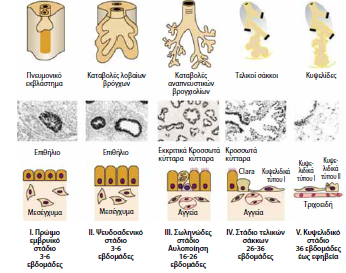 Πνευμονικό εκβλάστημα
Καταβολές λοβαίων βρόγχων
Καταβολές αναπνευστικών βρογχιολίων
Τελικοί σάκκοι
Κυψελίδες
Επιθήλιο
Επιθήλιο
Εκκριτικά κύτταρα
Κροσσωτά κύτταρα
Κροσσωτά κύτταρα
Clara
Κυψελιδικά τύπου Ι
Κυψελιδικά τύπου II
Κυψελιδικά τύπου Ι
Μεσέγχυμα
Μεσέγχυμα
Αγγεία
Αγγεία
Τριχοειδή
Ι. Πρώιμο εμβρυϊκό στάδιο 3-6 εβδομάδες
ΙΙ. Ψευδοαδενικό στάδιο 3-6 εβδομάδες
ΙΙΙ. Σωληνώδες στάδιο Αυλοποίηση 16-26 εβδομάδες
IV. Στάδιο τελικών σάκκων 26-36 εβδομάδες
V. Κυψελιδικό στάδιο 36 εβδομάδες έως εφηβεία